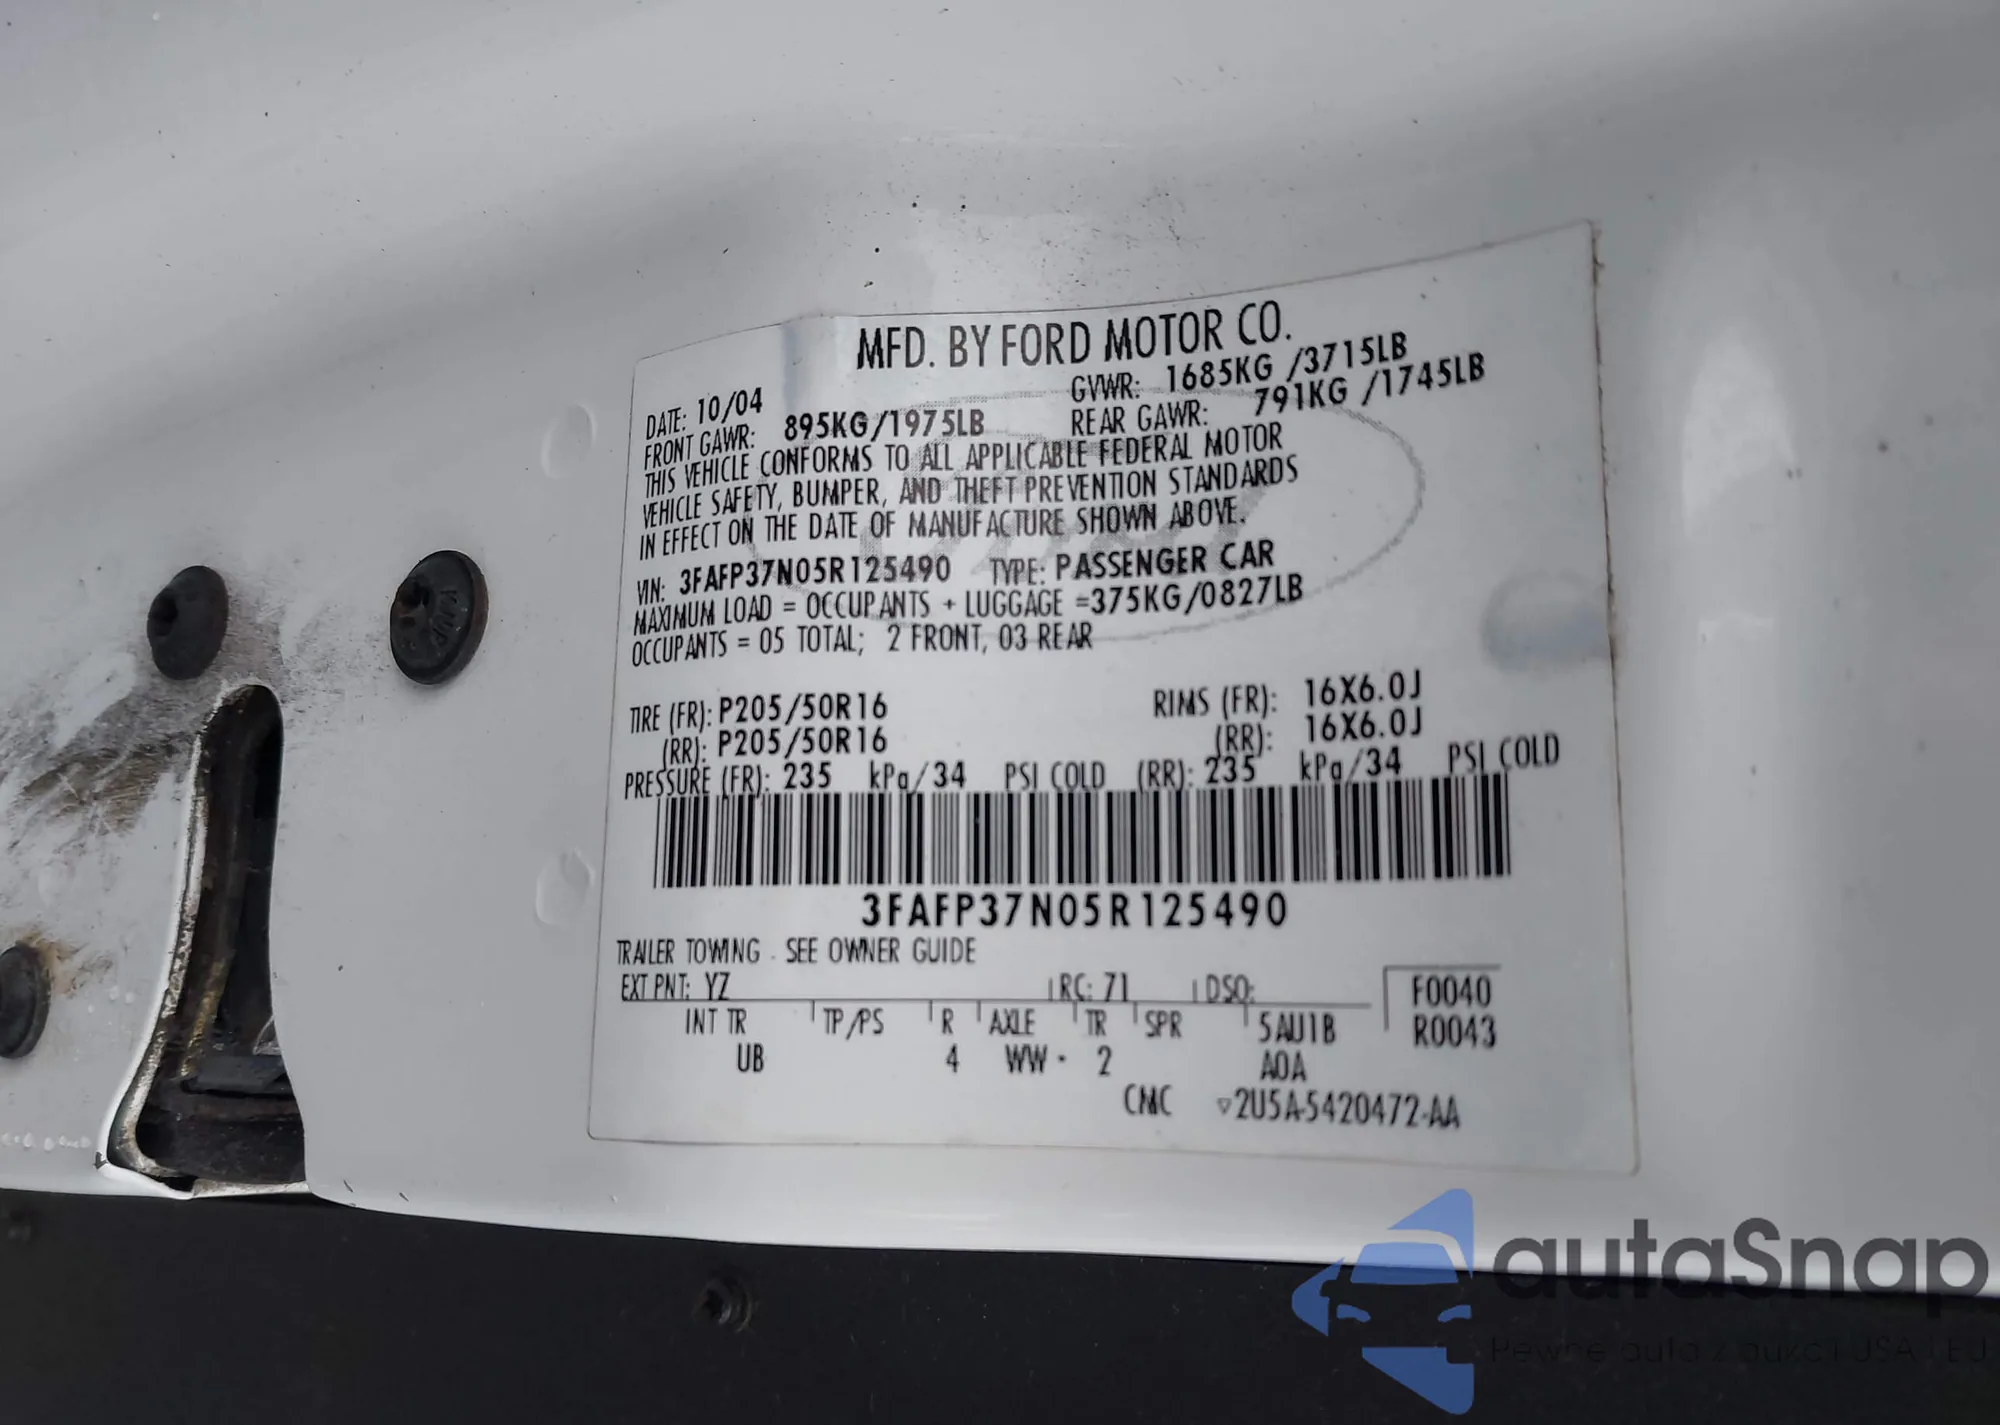 MFD. BY FORD MOTOR CO.
DATE: 10/04 GVWR: 1685KG /3715LB
FRONT GAWR: 895KG/1975LB REAR GAWR: 791KG /1745LB
THIS VEHICLE CONFORMS TO ALL APPLICABLE FEDERAL MOTOR
VEHICLE SAFETY, BUMPER, AND THEFT PREVENTION STANDARDS
IN EFFECT ON THE DATE OF MANUFACTURE SHOWN ABOVE.
VIN: 3FAFP37N05R125490 TYPE: PASSENGER CAR
MAXIMUM LOAD = OCCUPANTS + LUGGAGE =375KG/0827LB
OCCUPANTS = 05 TOTAL; 2 FRONT, 03 REAR
TIRE (FR): P205/50R16 RIMS (FR): 16X6.0J
(RR): P205/50R16 (RR): 16X6.0J
PRESSURE (FR): 235 kPa/34 PSI COLD (RR): 235 kPa/34 PSI COLD
3FAFP37N05R125490
TRAILER TOWING - SEE OWNER GUIDE
EXT PNT: YZ RC: 71 DSO: F0040
INT TR TP/PS R AXLE TR SPR 5AU1B R0043
UB 4 WW - 2 A0A
CMC ▿2U5A-5420472-AA
autaSnap
Pewne auta z aukcji USA i EU